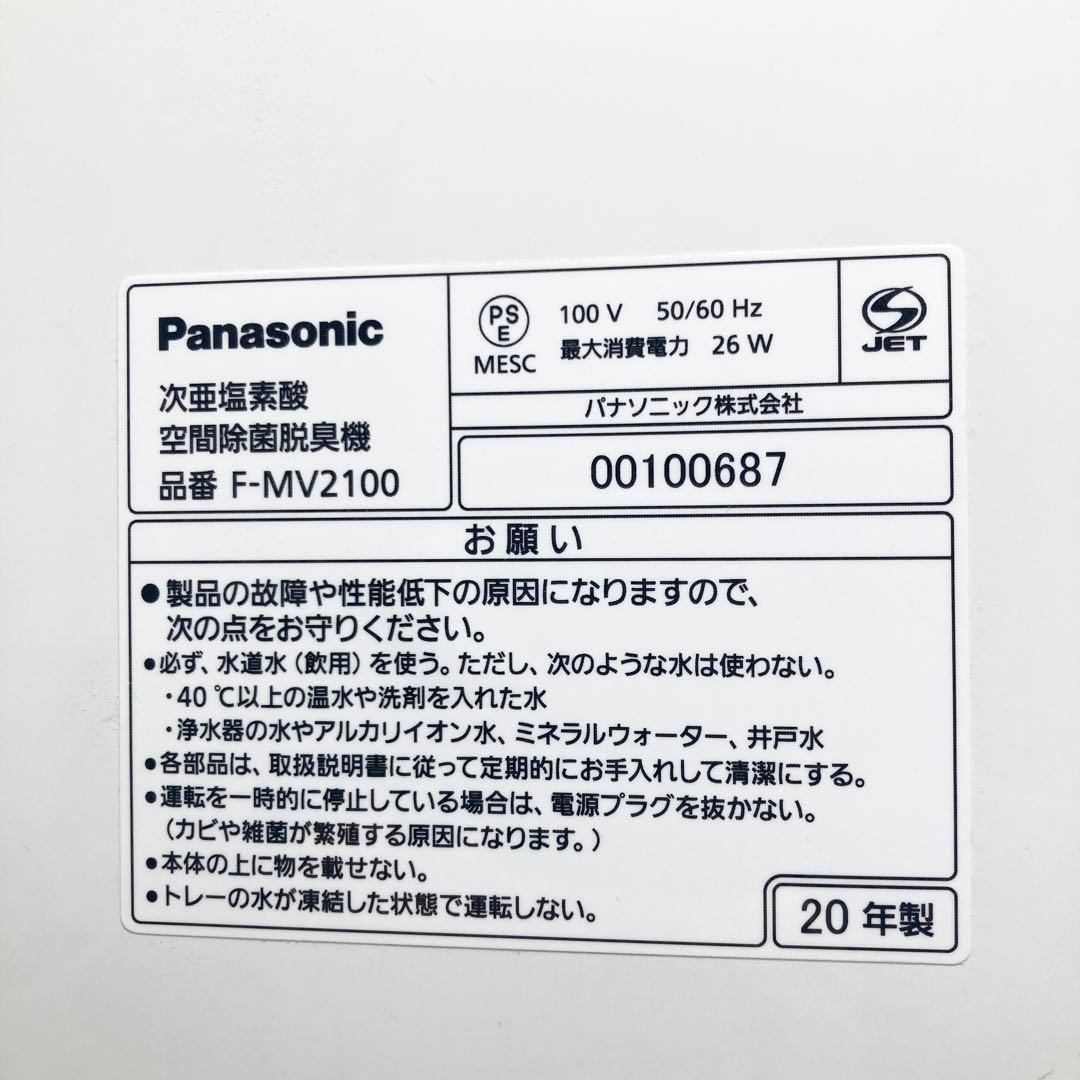 Panasonic
次亜塩素酸
空間除菌脱臭機
品番 F-MV2100
PS
E
MESC
100 V 50/60 Hz
最大消費電力 26 W
S
JET
パナソニック株式会社
00100687
お願い
●製品の故障や性能低下の原因になりますので、
次の点をお守りください。
●必ず、水道水(飲用)を使う。ただし、次のような水は使わない。
・40 ℃以上の温水や洗剤を入れた水
・浄水器の水やアルカリイオン水、ミネラルウォーター、井戸水
●各部品は、取扱説明書に従って定期的にお手入れして清潔にする。
●運転を一時的に停止している場合は、電源プラグを抜かない。
(カビや雑菌が繁殖する原因になります。)
●本体の上に物を載せない。
●トレーの水が凍結した状態で運転しない。
20 年製